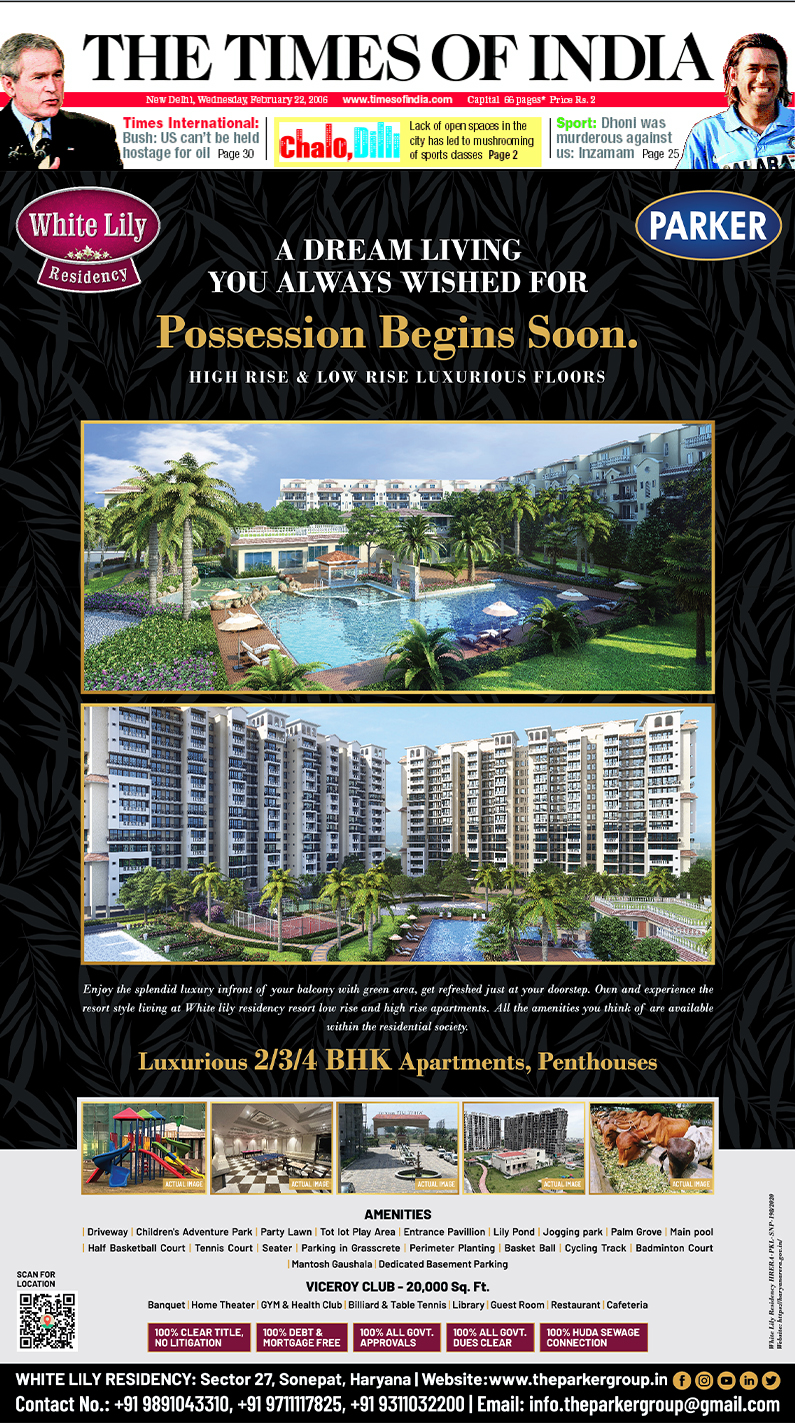 THE TIMES OF INDIA
New Delhi, Wednesday, February 22, 2006 www.timesofindia.com Capital 66 pages* Price Rs. 2
Times International:
Bush: US can't be held
hostage for oil Page 30
Chalo, Dilli
Lack of open spaces in the
city has led to mushrooming
of sports classes Page 2
Sport: Dhoni was
murderous against
us: Inzamam Page 25
White Lily
Residency
PARKER
A DREAM LIVING
YOU ALWAYS WISHED FOR
Possession Begins Soon.
HIGH RISE & LOW RISE LUXURIOUS FLOORS
Enjoy the splendid luxury infront of your balcony with green area, get refreshed just at your doorstep. Own and experience the
resort style living at White lily residency resort low rise and high rise apartments. All the amenities you think of are available
within the residential society.
Luxurious 2/3/4 BHK Apartments, Penthouses
ACTUAL IMAGE
ACTUAL IMAGE
ACTUAL IMAGE
ACTUAL IMAGE
ACTUAL IMAGE
AMENITIES
| Driveway | Children's Adventure Park | Party Lawn | Tot lot Play Area | Entrance Pavillion | Lily Pond | Jogging park | Palm Grove | Main pool
| Half Basketball Court | Tennis Court | Seater | Parking in Grasscrete | Perimeter Planting | Basket Ball | Cycling Track | Badminton Court
| Mantosh Gaushala | Dedicated Basement Parking
VICEROY CLUB - 20,000 Sq. Ft.
Banquet | Home Theater | GYM & Health Club | Billiard & Table Tennis | Library | Guest Room | Restaurant | Cafeteria
SCAN FOR
LOCATION
100% CLEAR TITLE,
NO LITIGATION
100% DEBT &
MORTGAGE FREE
100% ALL GOVT.
APPROVALS
100% ALL GOVT.
DUES CLEAR
100% HUDA SEWAGE
CONNECTION
White Lily Residency HRERA-PKL-SNP-198/2020
Website: https://haryanarera.gov.in/
WHITE LILY RESIDENCY: Sector 27, Sonepat, Haryana | Website: www.theparkergroup.in
Contact No.: +91 9891043310, +91 9711117825, +91 9311032200 | Email: info.theparkergroup@gmail.com